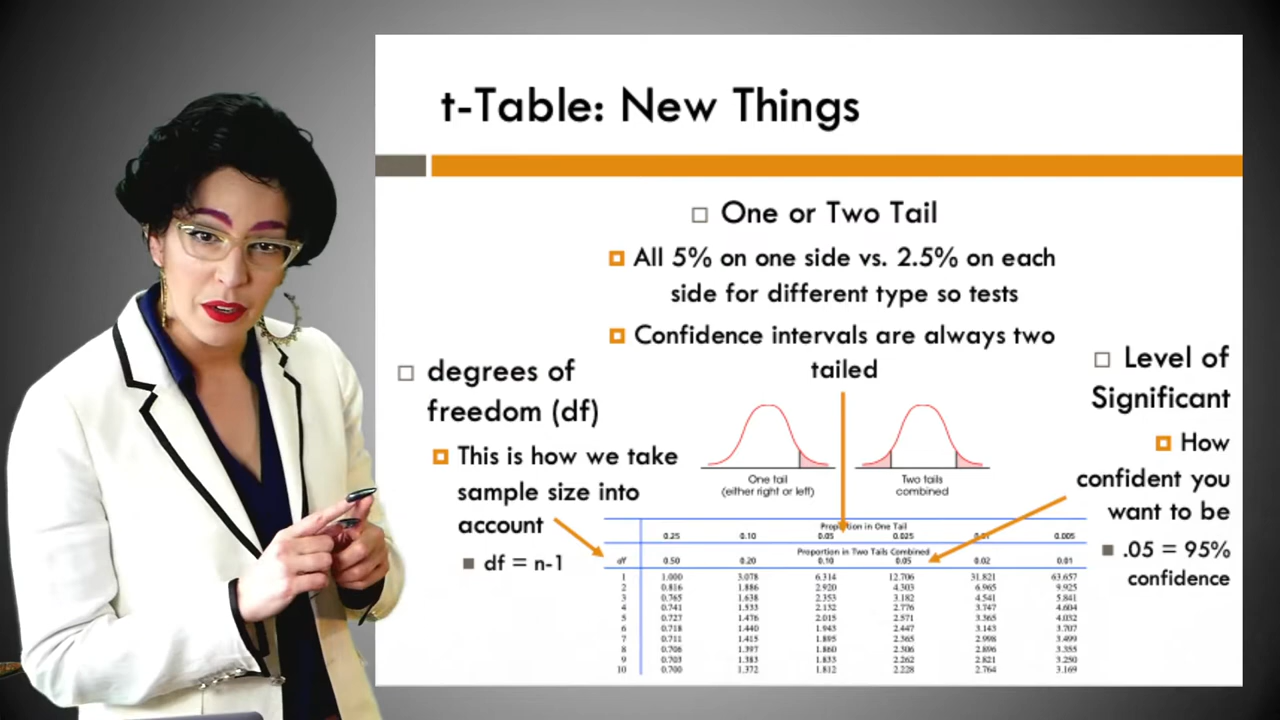 t-Table: New Things
One or Two Tail
All 5% on one side vs. 2.5% on each
side for different type so tests
Confidence intervals are always two
tailed
degrees of
freedom (df)
This is how we take
sample size into
account
df = n-1
Level of
Significant
How
confident you
want to be
.05 = 95%
confidence
One tail
(either right or left)
Two tails
combined
Proportion in One Tail
0.25 0.10 0.05 0.025 0.005
Proportion in Two Tails Combined
df 0.50 0.20 0.10 0.05 0.02 0.01
1 1.000 3.078 6.314 12.706 31.821 63.657
2 0.816 1.886 2.920 4.303 6.965 9.925
3 0.765 1.638 2.353 3.182 4.541 5.841
4 0.741 1.533 2.132 2.776 3.747 4.604
5 0.727 1.476 2.015 2.571 3.365 4.032
6 0.718 1.440 1.943 2.447 3.143 3.707
7 0.711 1.415 1.895 2.365 2.998 3.499
8 0.706 1.397 1.860 2.306 2.896 3.355
9 0.703 1.383 1.833 2.262 2.821 3.250
10 0.700 1.372 1.812 2.228 2.764 3.169